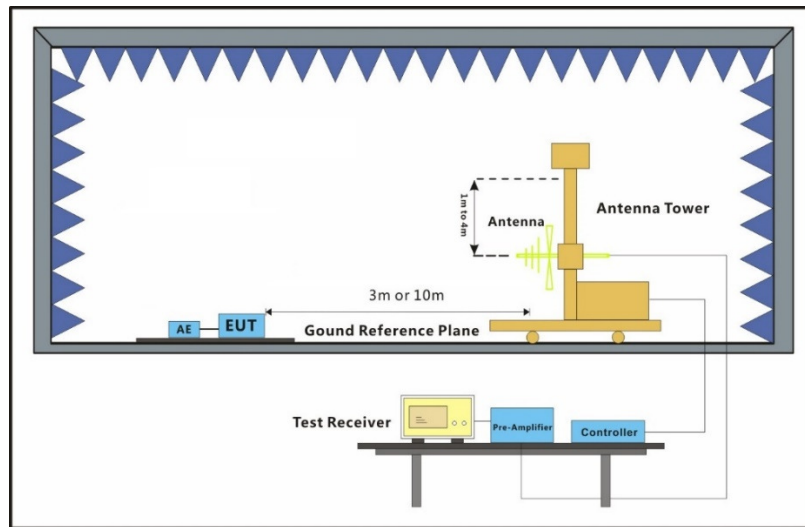 1m to 4m
Antenna
Antenna Tower
3m or 10m
AE
EUT
Gound Reference Plane
Test Receiver
Pre-Amplifier
Controller